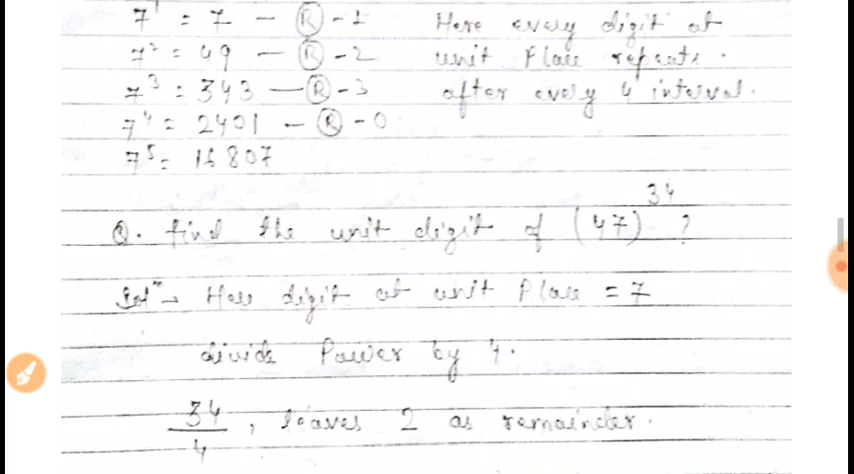 7¹ = 7 — Ⓡ - 1 Here every digit at
7² = 49 — Ⓡ - 2 unit Place repeats.
7³ = 343 — Ⓡ - 3 after every 4 interval.
7⁴ = 2401 — Ⓡ - 0
7⁵ = 16807
Q. find the unit digit of (47)³⁴ ?
Solⁿ → Here digit at unit Place = 7
divide Power by 4.
34/4, leaves 2 as remainder.